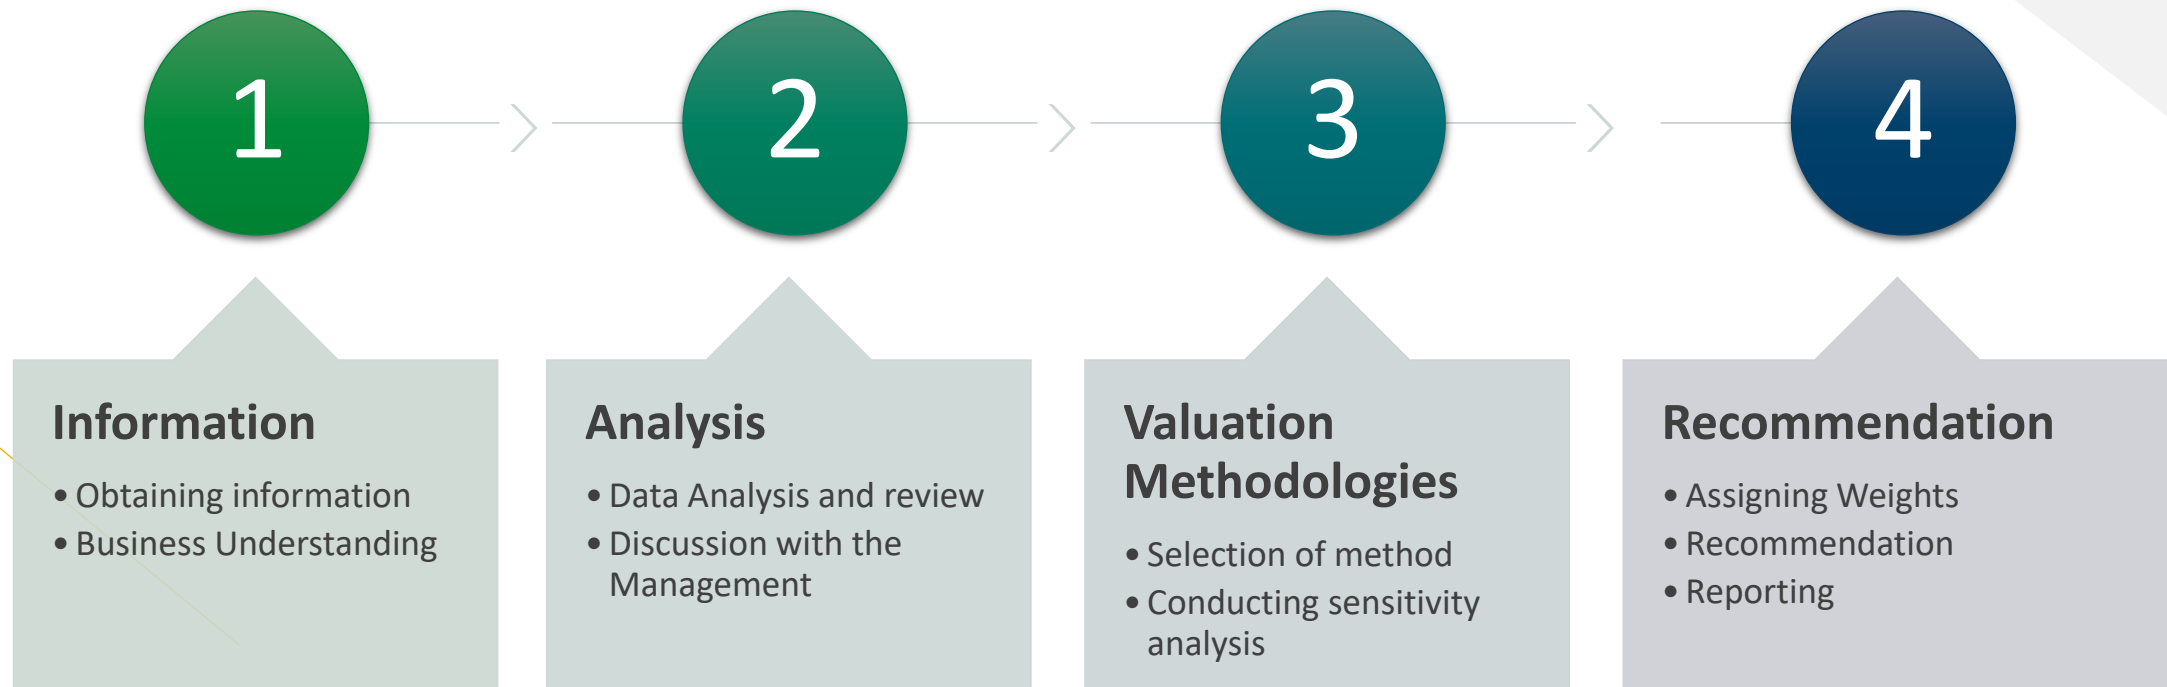 1
2
3
4
Information
• Obtaining information
• Business Understanding
Analysis
• Data Analysis and review
• Discussion with the
Management
Valuation
Methodologies
• Selection of method
• Conducting sensitivity
analysis
Recommendation
• Assigning Weights
• Recommendation
• Reporting